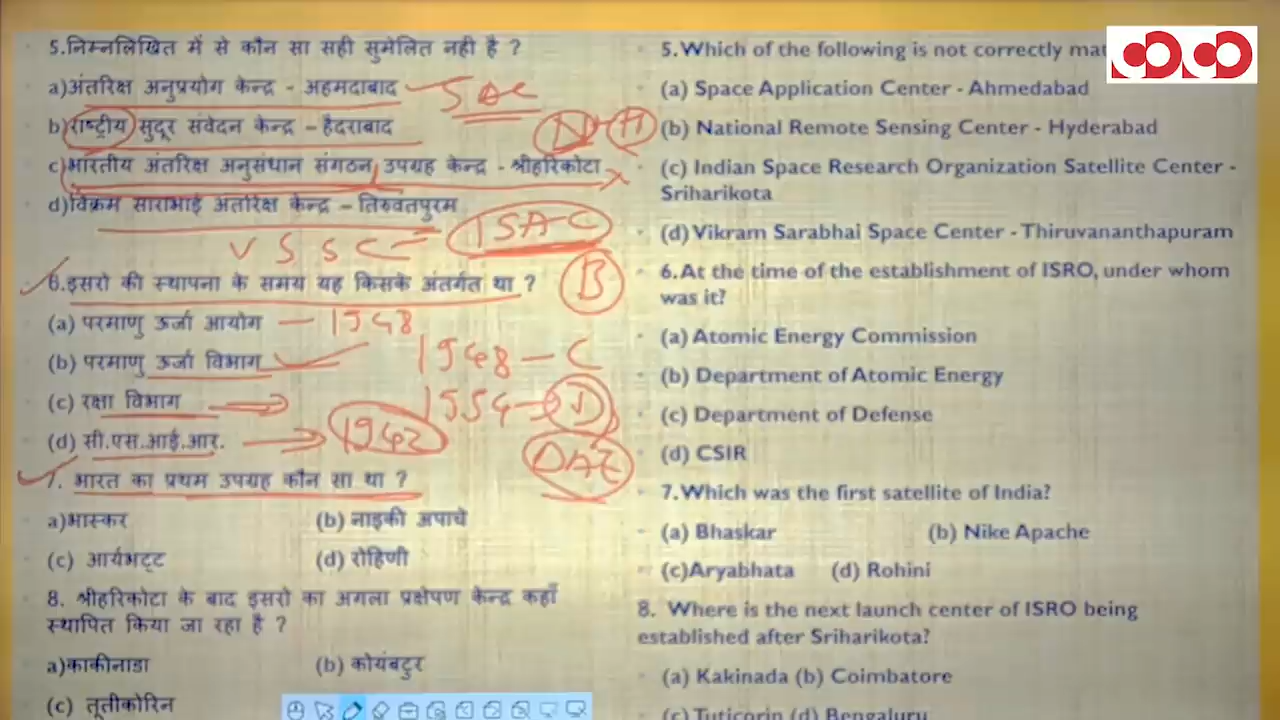 5.निम्नलिखित में से कौन सा सही सुमेलित नही है ?
a)अंतरिक्ष अनुप्रयोग केन्द्र - अहमदाबाद
SAC
b)राष्ट्रीय सुदूर संवेदन केन्द्र –हैदराबाद
N-H
c)भारतीय अंतरिक्ष अनुसंधान संगठन, उपग्रह केन्द्र - श्रीहरिकोटा
d)विक्रम साराभाई अंतरिक्ष केन्द्र –तिरुवंतपुरम
VSSC= ISAC
6.इसरो की स्थापना के समय यह किसके अंतर्गत था ?
B
(a) परमाणु ऊर्जा आयोग
1948
(b) परमाणु ऊर्जा विभाग
1948-C
(c) रक्षा विभाग
1954 D
(d) सी.एस.आई.आर.
1942
DAE
7. भारत का प्रथम उपग्रह कौन सा था ?
a)भास्कर (b) नाइकी अपाचे
(c) आर्यभट्ट (d) रोहिणी
8. श्रीहरिकोटा के बाद इसरो का अगला प्रक्षेपण केन्द्र कहाँ
स्थापित किया जा रहा है ?
a)काकीनाडा (b) कोयंबटुर
(c) तूतीकोरिन
5.Which of the following is not correctly mat
(a) Space Application Center - Ahmedabad
(b) National Remote Sensing Center - Hyderabad
(c) Indian Space Research Organization Satellite Center -
Sriharikota
(d) Vikram Sarabhai Space Center - Thiruvananthapuram
6.At the time of the establishment of ISRO, under whom
was it?
(a) Atomic Energy Commission
(b) Department of Atomic Energy
(c) Department of Defense
(d) CSIR
7.Which was the first satellite of India?
(a) Bhaskar (b) Nike Apache
(c)Aryabhata (d) Rohini
8. Where is the next launch center of ISRO being
established after Sriharikota?
(a) Kakinada (b) Coimbatore
(c) Tuticorin (d) Bengaluru